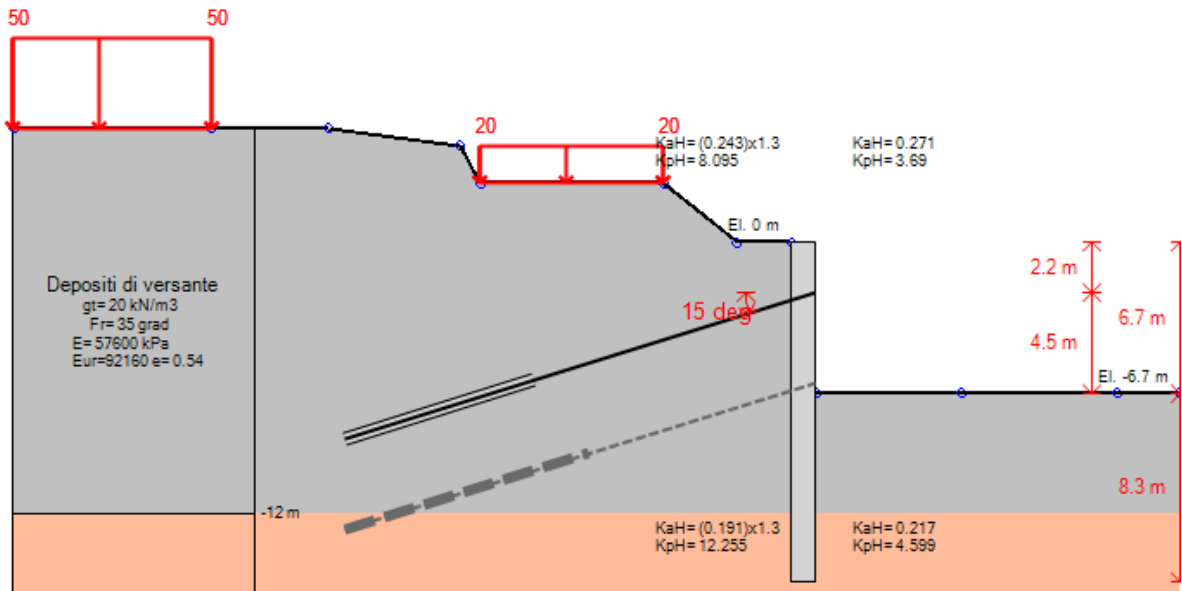 50
50
20
20
KaH= (0.243)x1.3
KpH= 8.095
KaH= 0.271
KpH= 3.69
El. 0 m
2.2 m
15 deg
Depositi di versante
gt= 20 kN/m3
Fr= 35 grad
E= 57600 kPa
Eur=92160 e= 0.54
6.7 m
4.5 m
El. -6.7 m
8.3 m
-12 m
KaH= (0.191)x1.3
KpH= 12.255
KaH= 0.217
KpH= 4.599